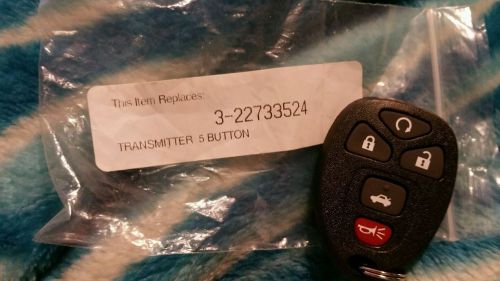 This Item Replaces:
3-22733524
TRANSMITTER 5 BUTTON